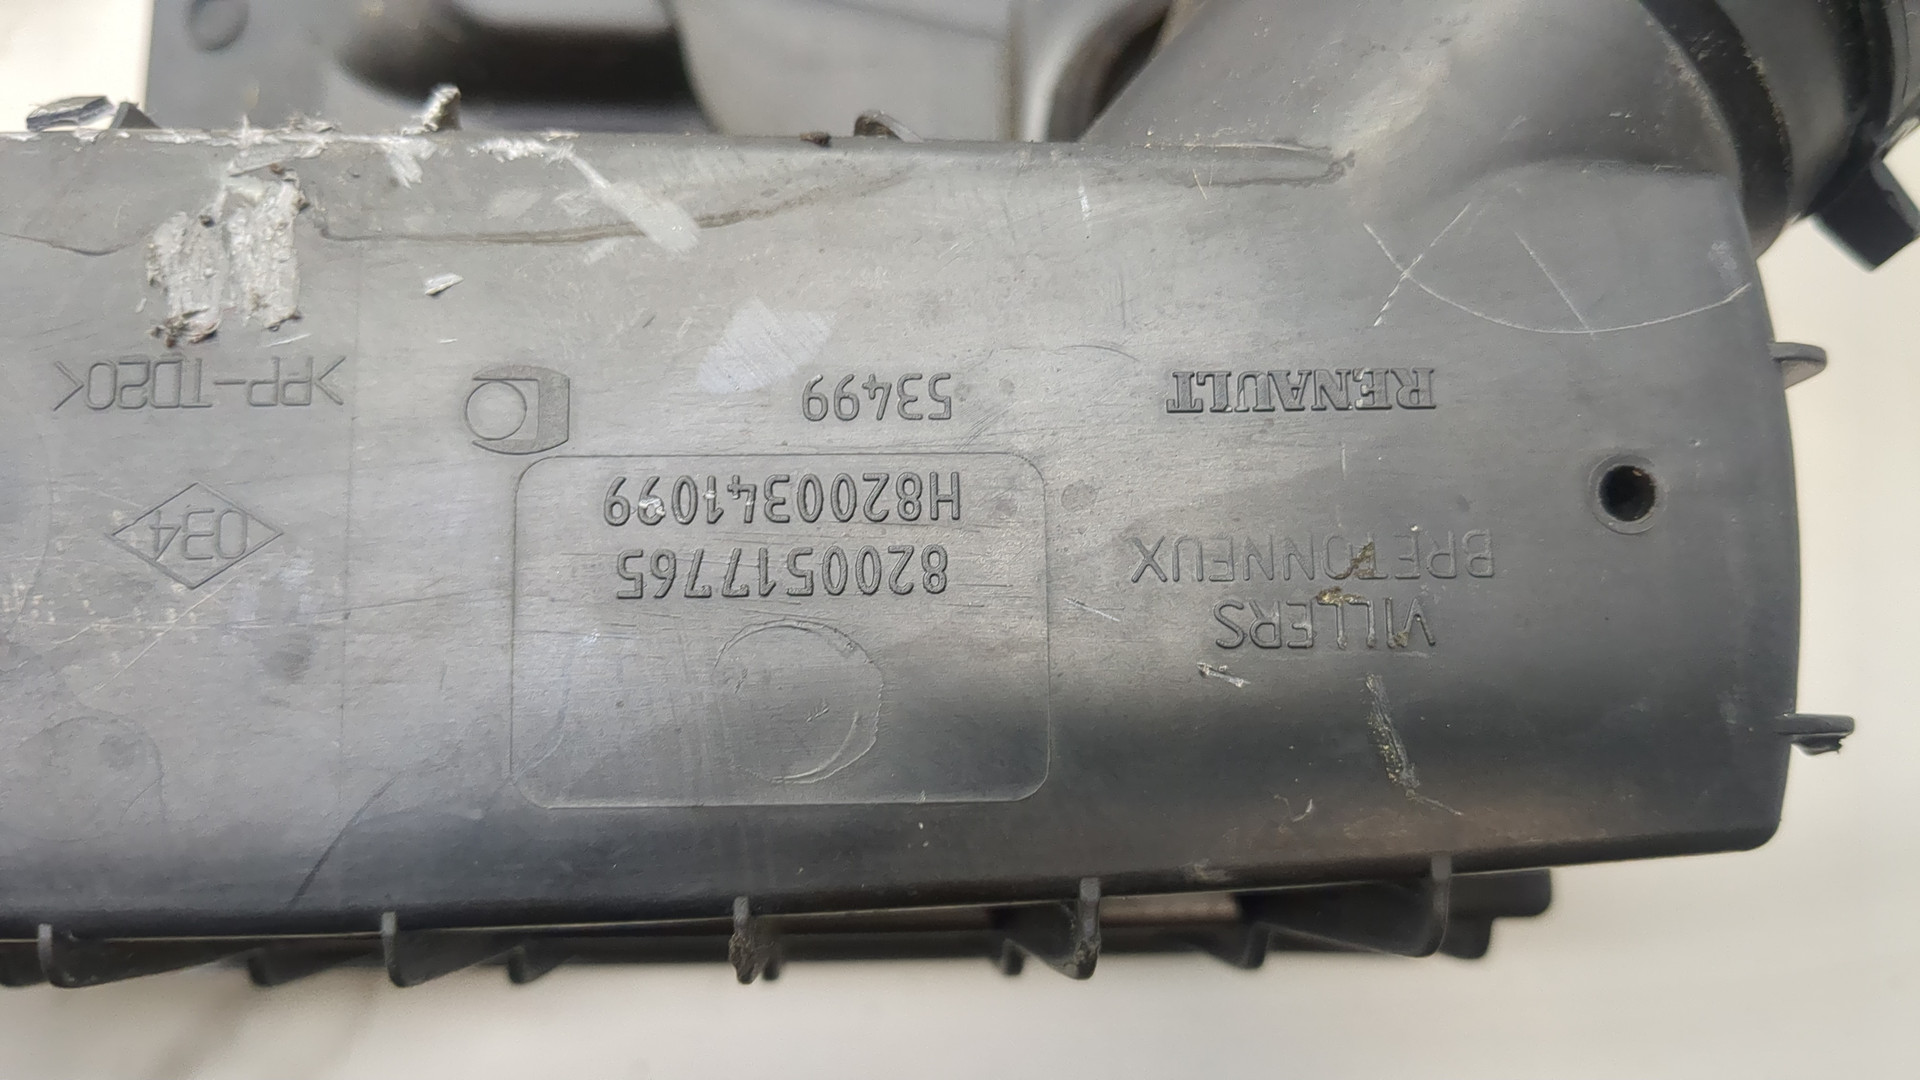 VILLERS
BRETONNEUX
RENAULT
8200517765
H8200341099
53499
034
>PP-TD20<